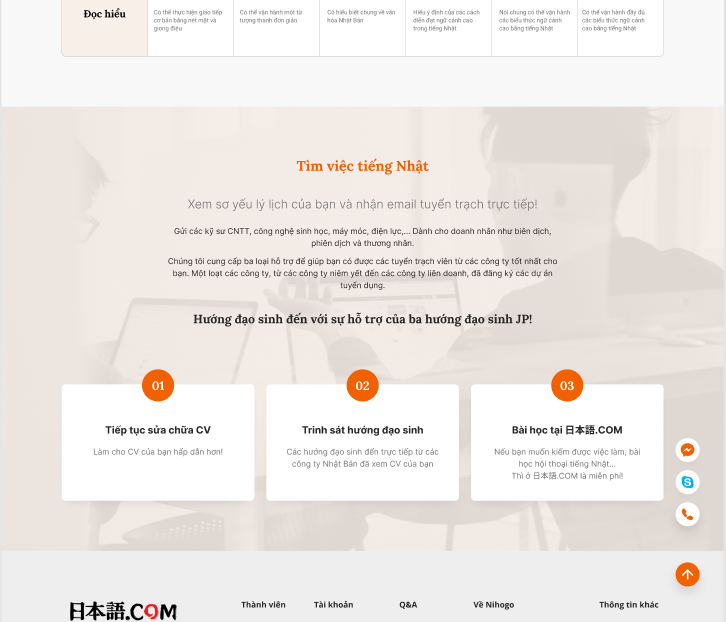 Đọc hiểu
Có thể thực hiện giao tiếp
cơ bản bằng nét mặt và
giọng điệu
Có thể vận hành một từ
tượng thanh đơn giản
Có hiểu biết chung về văn
hóa Nhật Bản
Hiểu ý định của các cách
diễn đạt ngữ cảnh cao
trong tiếng Nhật
Nói chung có thể vận hành
các biểu thức ngữ cảnh
cao bằng tiếng Nhật
Có thể vận hành đầy đủ
các biểu thức ngữ cảnh
cao bằng tiếng Nhật
Tìm việc tiếng Nhật
Xem sơ yếu lý lịch của bạn và nhận email tuyển trạch trực tiếp!
Gửi các kỹ sư CNTT, công nghệ sinh học, máy móc, điện lực,... Dành cho doanh nhân như biên dịch,
phiên dịch và thương nhân.
Chúng tôi cung cấp ba loại hỗ trợ để giúp bạn có được các tuyển trạch viên từ các công ty tốt nhất cho
bạn. Một loạt các công ty, từ các công ty niêm yết đến các công ty liên doanh, đã đăng ký các dự án
tuyển dụng.
Hướng đạo sinh đến với sự hỗ trợ của ba hướng đạo sinh JP!
01
02
03
Tiếp tục sửa chữa CV
Làm cho CV của bạn hấp dẫn hơn!
Trinh sát hướng đạo sinh
Các hướng đạo sinh đến trực tiếp từ các
công ty Nhật Bản đã xem CV của bạn
Bài học tại 日本語.COM
Nếu bạn muốn kiếm được việc làm, bài
học hội thoại tiếng Nhật...
Thì ở 日本語.COM là miễn phí!
日本語.COM
Thành viên
Tài khoản
Q&A
Về Nihogo
Thông tin khác